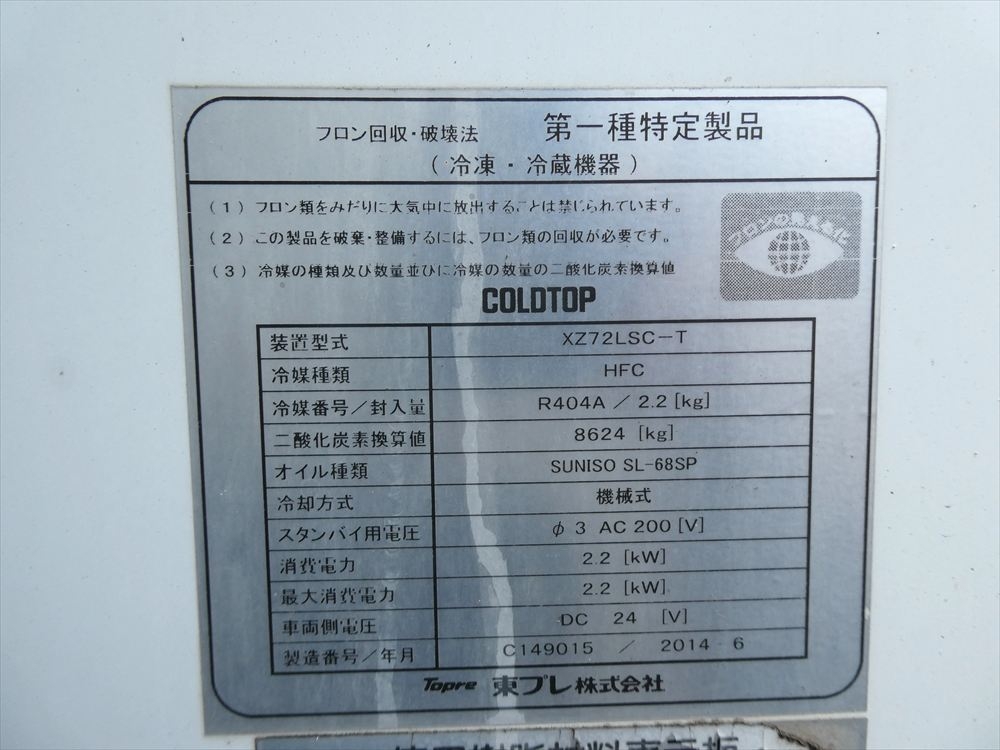 フロン回収・破壊法 第一種特定製品
(冷凍・冷蔵機器)
(1) フロン類をみだりに大気中に放出することは禁じられています。
(2) この製品を破棄・整備するには、フロン類の回収が必要です。
(3) 冷媒の種類及び数量並びに冷媒の数量の二酸化炭素換算値
COLDTOP
装置型式 XZ72LSC-T
冷媒種類 HFC
冷媒番号/封入量 R404A / 2.2 [kg]
二酸化炭素換算値 8624 [kg]
オイル種類 SUNISO SL-68SP
冷却方式 機械式
スタンバイ用電圧 φ 3 AC 200 [V]
消費電力 2.2 [kW]
最大消費電力 2.2 [kW]
車両側電圧 DC 24 [V]
製造番号/年月 C149015 / 2014 6
Topre 東プレ株式会社